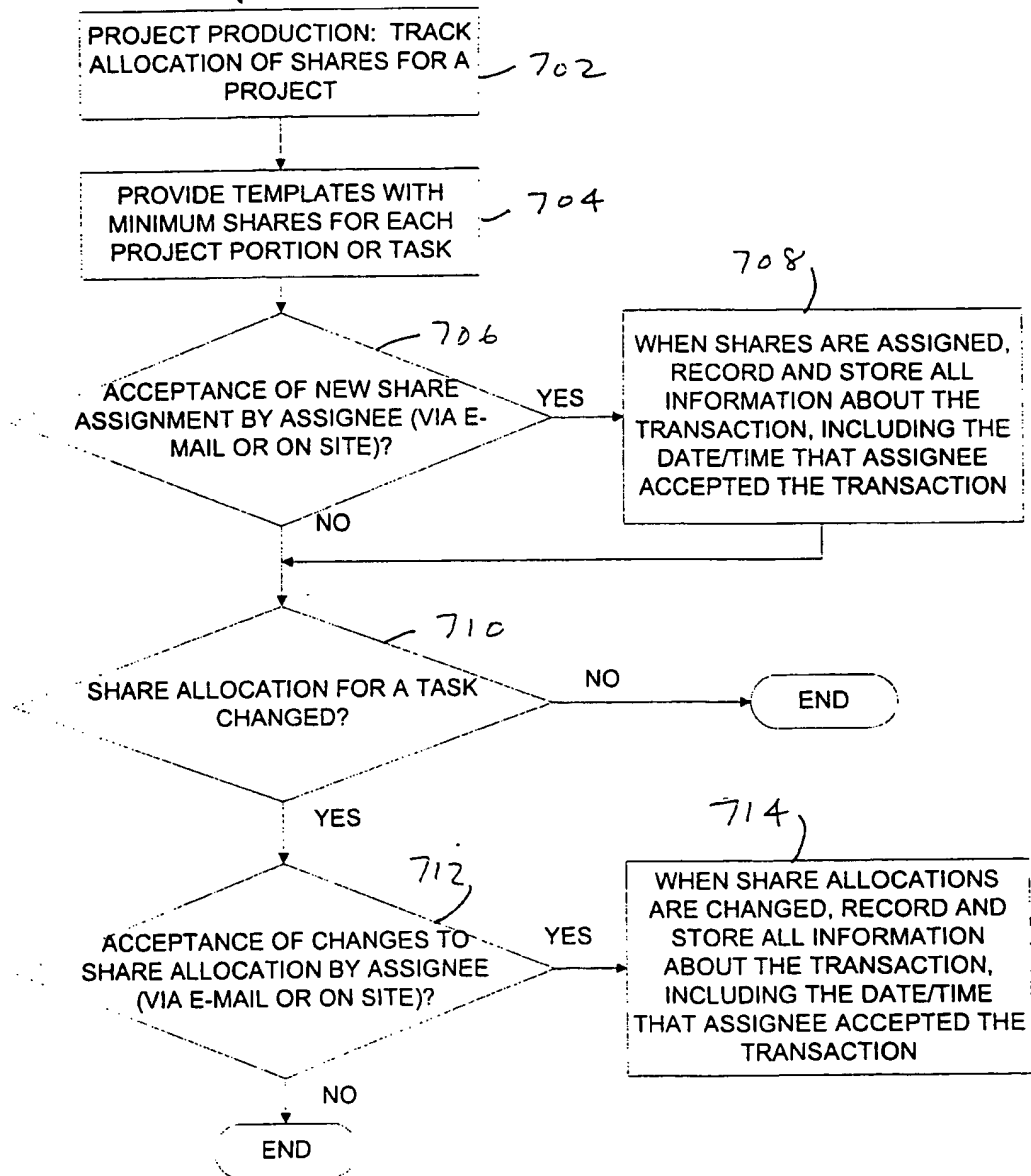 PROJECT PRODUCTION: TRACK
ALLOCATION OF SHARES FOR A
PROJECT
702
PROVIDE TEMPLATES WITH
MINIMUM SHARES FOR EACH
PROJECT PORTION OR TASK
704
706
ACCEPTANCE OF NEW SHARE
ASSIGNMENT BY ASSIGNEE (VIA E-
MAIL OR ON SITE)?
YES
NO
708
WHEN SHARES ARE ASSIGNED,
RECORD AND STORE ALL
INFORMATION ABOUT THE
TRANSACTION, INCLUDING THE
DATE/TIME THAT ASSIGNEE
ACCEPTED THE TRANSACTION
710
SHARE ALLOCATION FOR A TASK
CHANGED?
NO
END
YES
712
ACCEPTANCE OF CHANGES TO
SHARE ALLOCATION BY ASSIGNEE
(VIA E-MAIL OR ON SITE)?
YES
714
WHEN SHARE ALLOCATIONS
ARE CHANGED, RECORD AND
STORE ALL INFORMATION
ABOUT THE TRANSACTION,
INCLUDING THE DATE/TIME
THAT ASSIGNEE ACCEPTED THE
TRANSACTION
NO
END